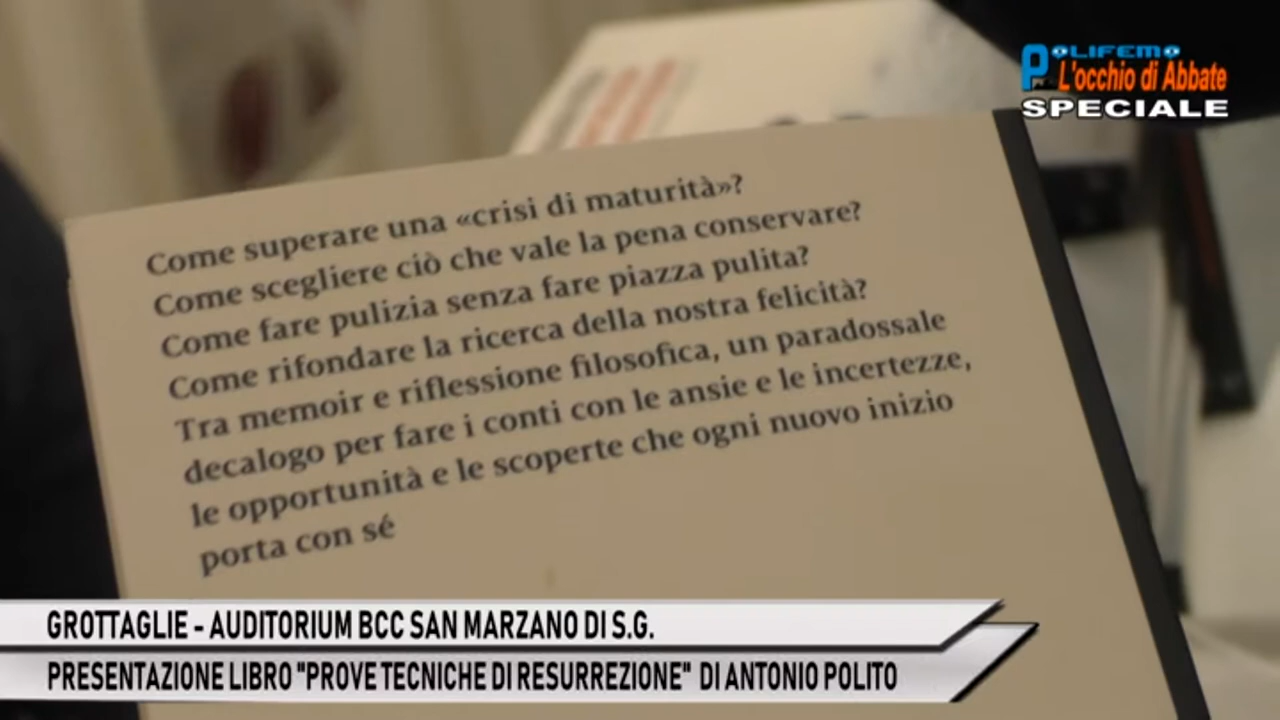 POLIFEMO
L'occhio di Abbate
SPECIALE
Come superare una «crisi di maturità»?
Come scegliere ciò che vale la pena conservare?
Come fare pulizia senza fare piazza pulita?
Come rifondare la ricerca della nostra felicità?
Tra memoir e riflessione filosofica, un paradossale
decalogo per fare i conti con le ansie e le incertezze,
le opportunità e le scoperte che ogni nuovo inizio
porta con sé
GROTTAGLIE – AUDITORIUM BCC SAN MARZANO DI S.G.
PRESENTAZIONE LIBRO "PROVE TECNICHE DI RESURREZIONE" DI ANTONIO POLITO